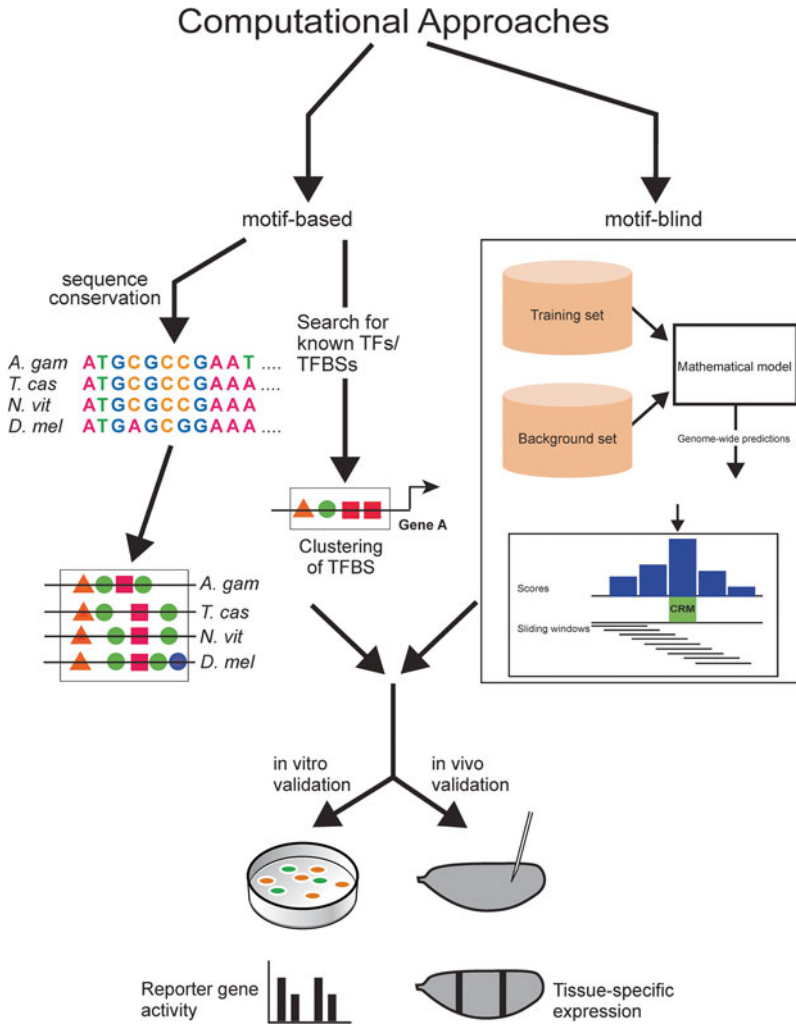 Computational Approaches
motif-based
motif-blind
sequence
conservation
Search for
known TFs/
TFBSs
A. gam ATGCGCCGAAT ....
T. cas ATGCGCCGAAA ....
N. vit ATGCGCCGAAA
D. mel ATGAGCGGAAA ....
Gene A
Clustering
of TFBS
A. gam
T. cas
N. vit
D. mel
Training set
Background set
Mathematical model
Genome-wide predictions
Scores
CRM
Sliding windows
in vitro
validation
in vivo
validation
Reporter gene
activity
Tissue-specific
expression